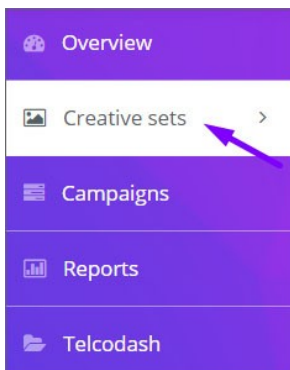 Overview
Creative sets
Campaigns
Reports
Telcodash